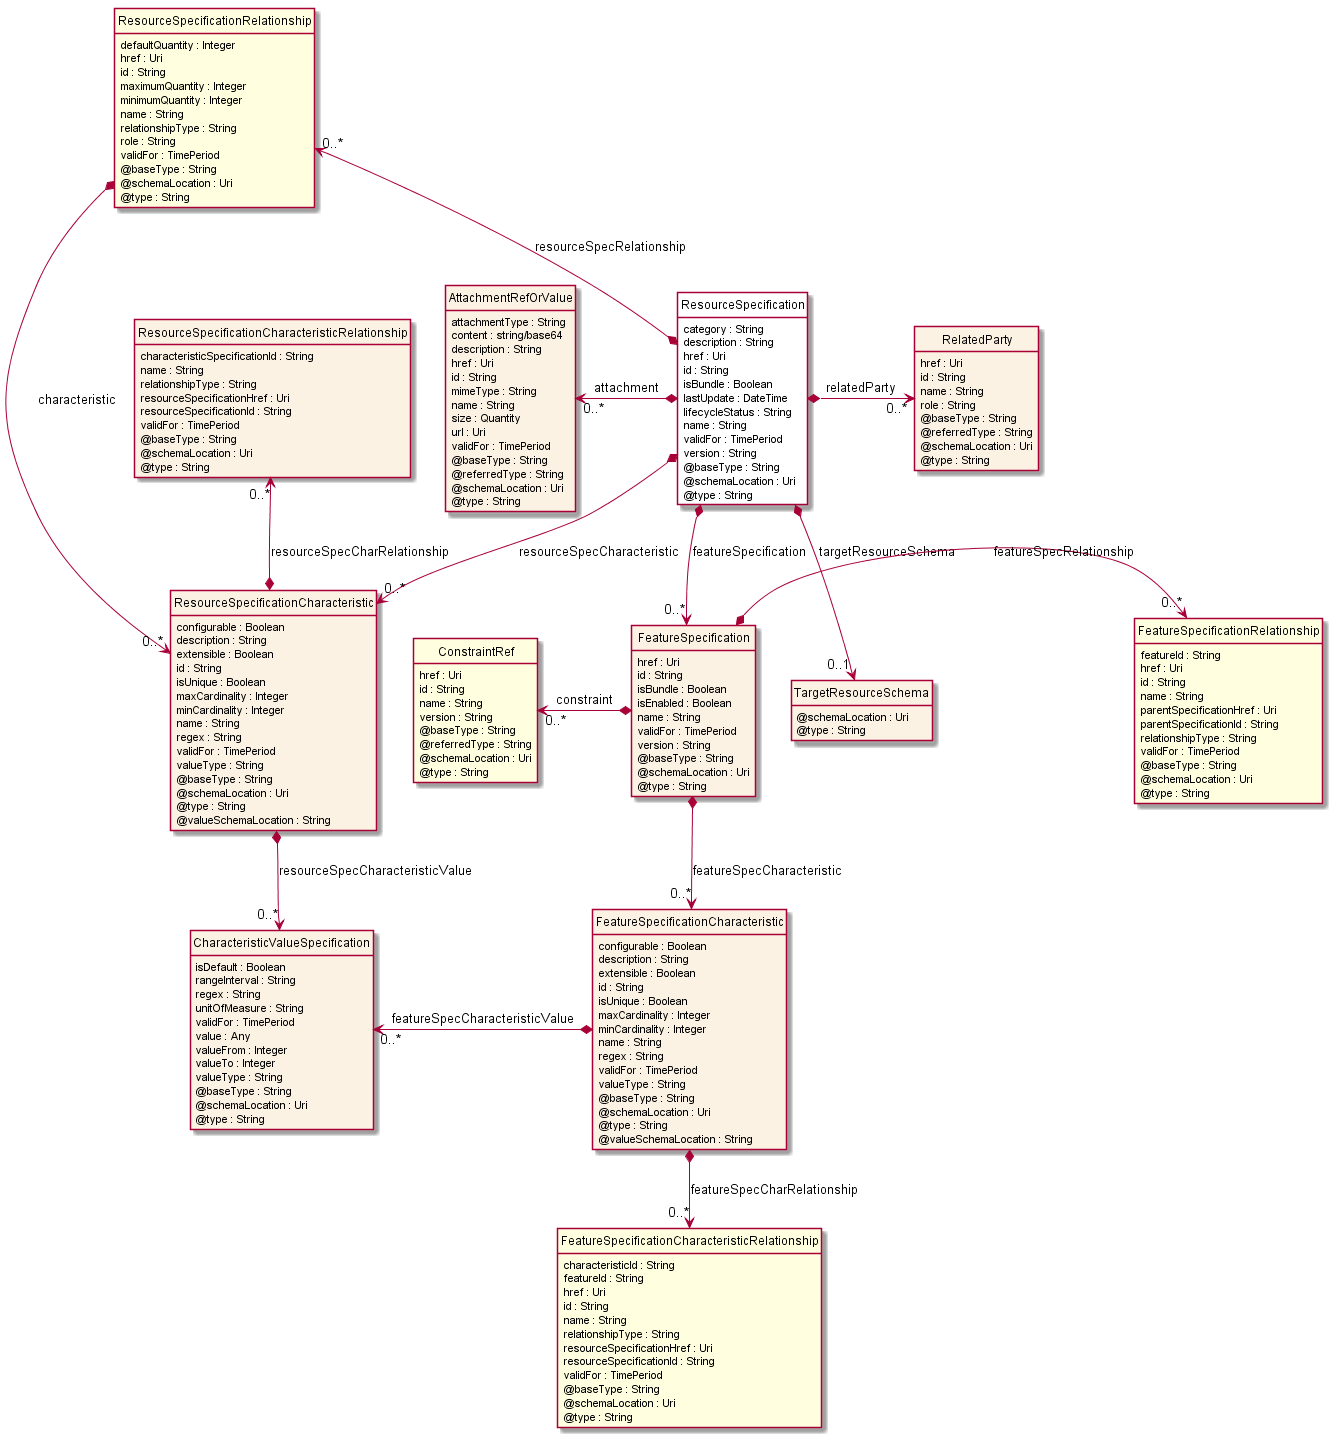 ResourceSpecificationRelationship
defaultQuantity : Integer
href : Uri
id : String
maximumQuantity : Integer
minimumQuantity : Integer
name : String
relationshipType : String
role : String
validFor : TimePeriod
@baseType : String
@schemaLocation : Uri
@type : String
0..*
resourceSpecRelationship
characteristic
ResourceSpecificationCharacteristicRelationship
characteristicSpecificationId : String
name : String
relationshipType : String
resourceSpecificationHref : Uri
resourceSpecificationId : String
validFor : TimePeriod
@baseType : String
@schemaLocation : Uri
@type : String
0..*
AttachmentRefOrValue
attachmentType : String
content : string/base64
description : String
href : Uri
id : String
mimeType : String
name : String
size : Quantity
url : Uri
validFor : TimePeriod
@baseType : String
@referredType : String
@schemaLocation : Uri
@type : String
attachment
0..*
ResourceSpecification
category : String
description : String
href : Uri
id : String
isBundle : Boolean
lastUpdate : DateTime
lifecycleStatus : String
name : String
validFor : TimePeriod
version : String
@baseType : String
@schemaLocation : Uri
@type : String
relatedParty
0..*
RelatedParty
href : Uri
id : String
name : String
role : String
@baseType : String
@referredType : String
@schemaLocation : Uri
@type : String
resourceSpecCharRelationship
resourceSpecCharacteristic
featureSpecification
targetResourceSchema
featureSpecRelationship
0..*
0..*
0..*
0..*
0..1
ResourceSpecificationCharacteristic
configurable : Boolean
description : String
extensible : Boolean
id : String
isUnique : Boolean
maxCardinality : Integer
minCardinality : Integer
name : String
regex : String
validFor : TimePeriod
valueType : String
@baseType : String
@schemaLocation : Uri
@type : String
@valueSchemaLocation : String
ConstraintRef
href : Uri
id : String
name : String
version : String
@baseType : String
@referredType : String
@schemaLocation : Uri
@type : String
constraint
0..*
FeatureSpecification
href : Uri
id : String
isBundle : Boolean
isEnabled : Boolean
name : String
validFor : TimePeriod
version : String
@baseType : String
@schemaLocation : Uri
@type : String
TargetResourceSchema
@schemaLocation : Uri
@type : String
FeatureSpecificationRelationship
featureId : String
href : Uri
id : String
name : String
parentSpecificationHref : Uri
parentSpecificationId : String
relationshipType : String
validFor : TimePeriod
@baseType : String
@schemaLocation : Uri
@type : String
resourceSpecCharacteristicValue
0..*
featureSpecCharacteristic
0..*
CharacteristicValueSpecification
isDefault : Boolean
rangeInterval : String
regex : String
unitOfMeasure : String
validFor : TimePeriod
value : Any
valueFrom : Integer
valueTo : Integer
valueType : String
@baseType : String
@schemaLocation : Uri
@type : String
featureSpecCharacteristicValue
0..*
FeatureSpecificationCharacteristic
configurable : Boolean
description : String
extensible : Boolean
id : String
isUnique : Boolean
maxCardinality : Integer
minCardinality : Integer
name : String
regex : String
validFor : TimePeriod
valueType : String
@baseType : String
@schemaLocation : Uri
@type : String
@valueSchemaLocation : String
featureSpecCharRelationship
0..*
FeatureSpecificationCharacteristicRelationship
characteristicId : String
featureId : String
href : Uri
id : String
name : String
relationshipType : String
resourceSpecificationHref : Uri
resourceSpecificationId : String
validFor : TimePeriod
@baseType : String
@schemaLocation : Uri
@type : String